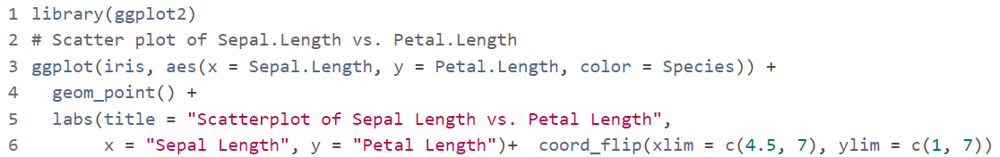 1 library(ggplot2)
2 # Scatter plot of Sepal.Length vs. Petal.Length
3 ggplot(iris, aes(x = Sepal.Length, y = Petal.Length, color = Species)) +
4   geom_point() +
5   labs(title = "Scatterplot of Sepal Length vs. Petal Length",
6        x = "Sepal Length", y = "Petal Length")+  coord_flip(xlim = c(4.5, 7), ylim = c(1, 7))